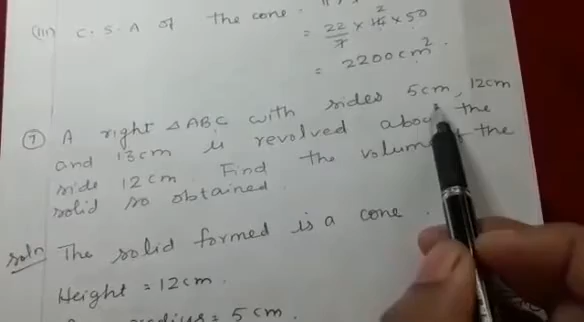 (iii) C.S.A of the cone.
= 22/7 × 14 × 50 2
= 2200cm²
⑦ A right △ABC with sides 5cm, 12cm
and 13cm is revolved about the
side 12cm. Find the volume of the
solid so obtained.
Soln The solid formed is a cone.
Height = 12cm.
radius = 5cm.